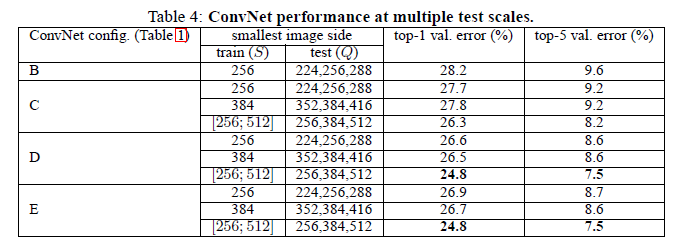 Table 4: ConvNet performance at multiple test scales.
ConvNet config. (Table 1) smallest image side top-1 val. error (%) top-5 val. error (%)
train (S) test (Q)
B 256 224,256,288 28.2 9.6
256 224,256,288 27.7 9.2
C 384 352,384,416 27.8 9.2
[256; 512] 256,384,512 26.3 8.2
256 224,256,288 26.6 8.6
D 384 352,384,416 26.5 8.6
[256; 512] 256,384,512 24.8 7.5
256 224,256,288 26.9 8.7
E 384 352,384,416 26.7 8.6
[256; 512] 256,384,512 24.8 7.5